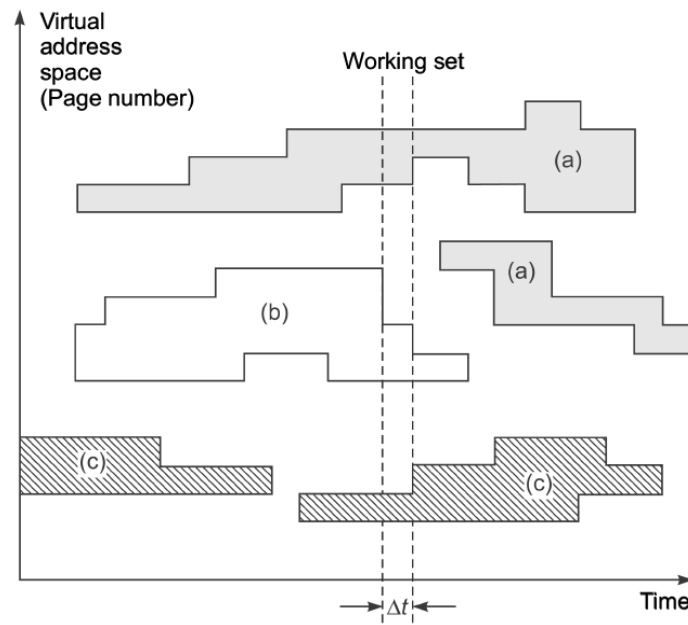 Virtual
address
space
(Page number)
Working set
(a)
(a)
(b)
(c)
(c)
Time
Δt